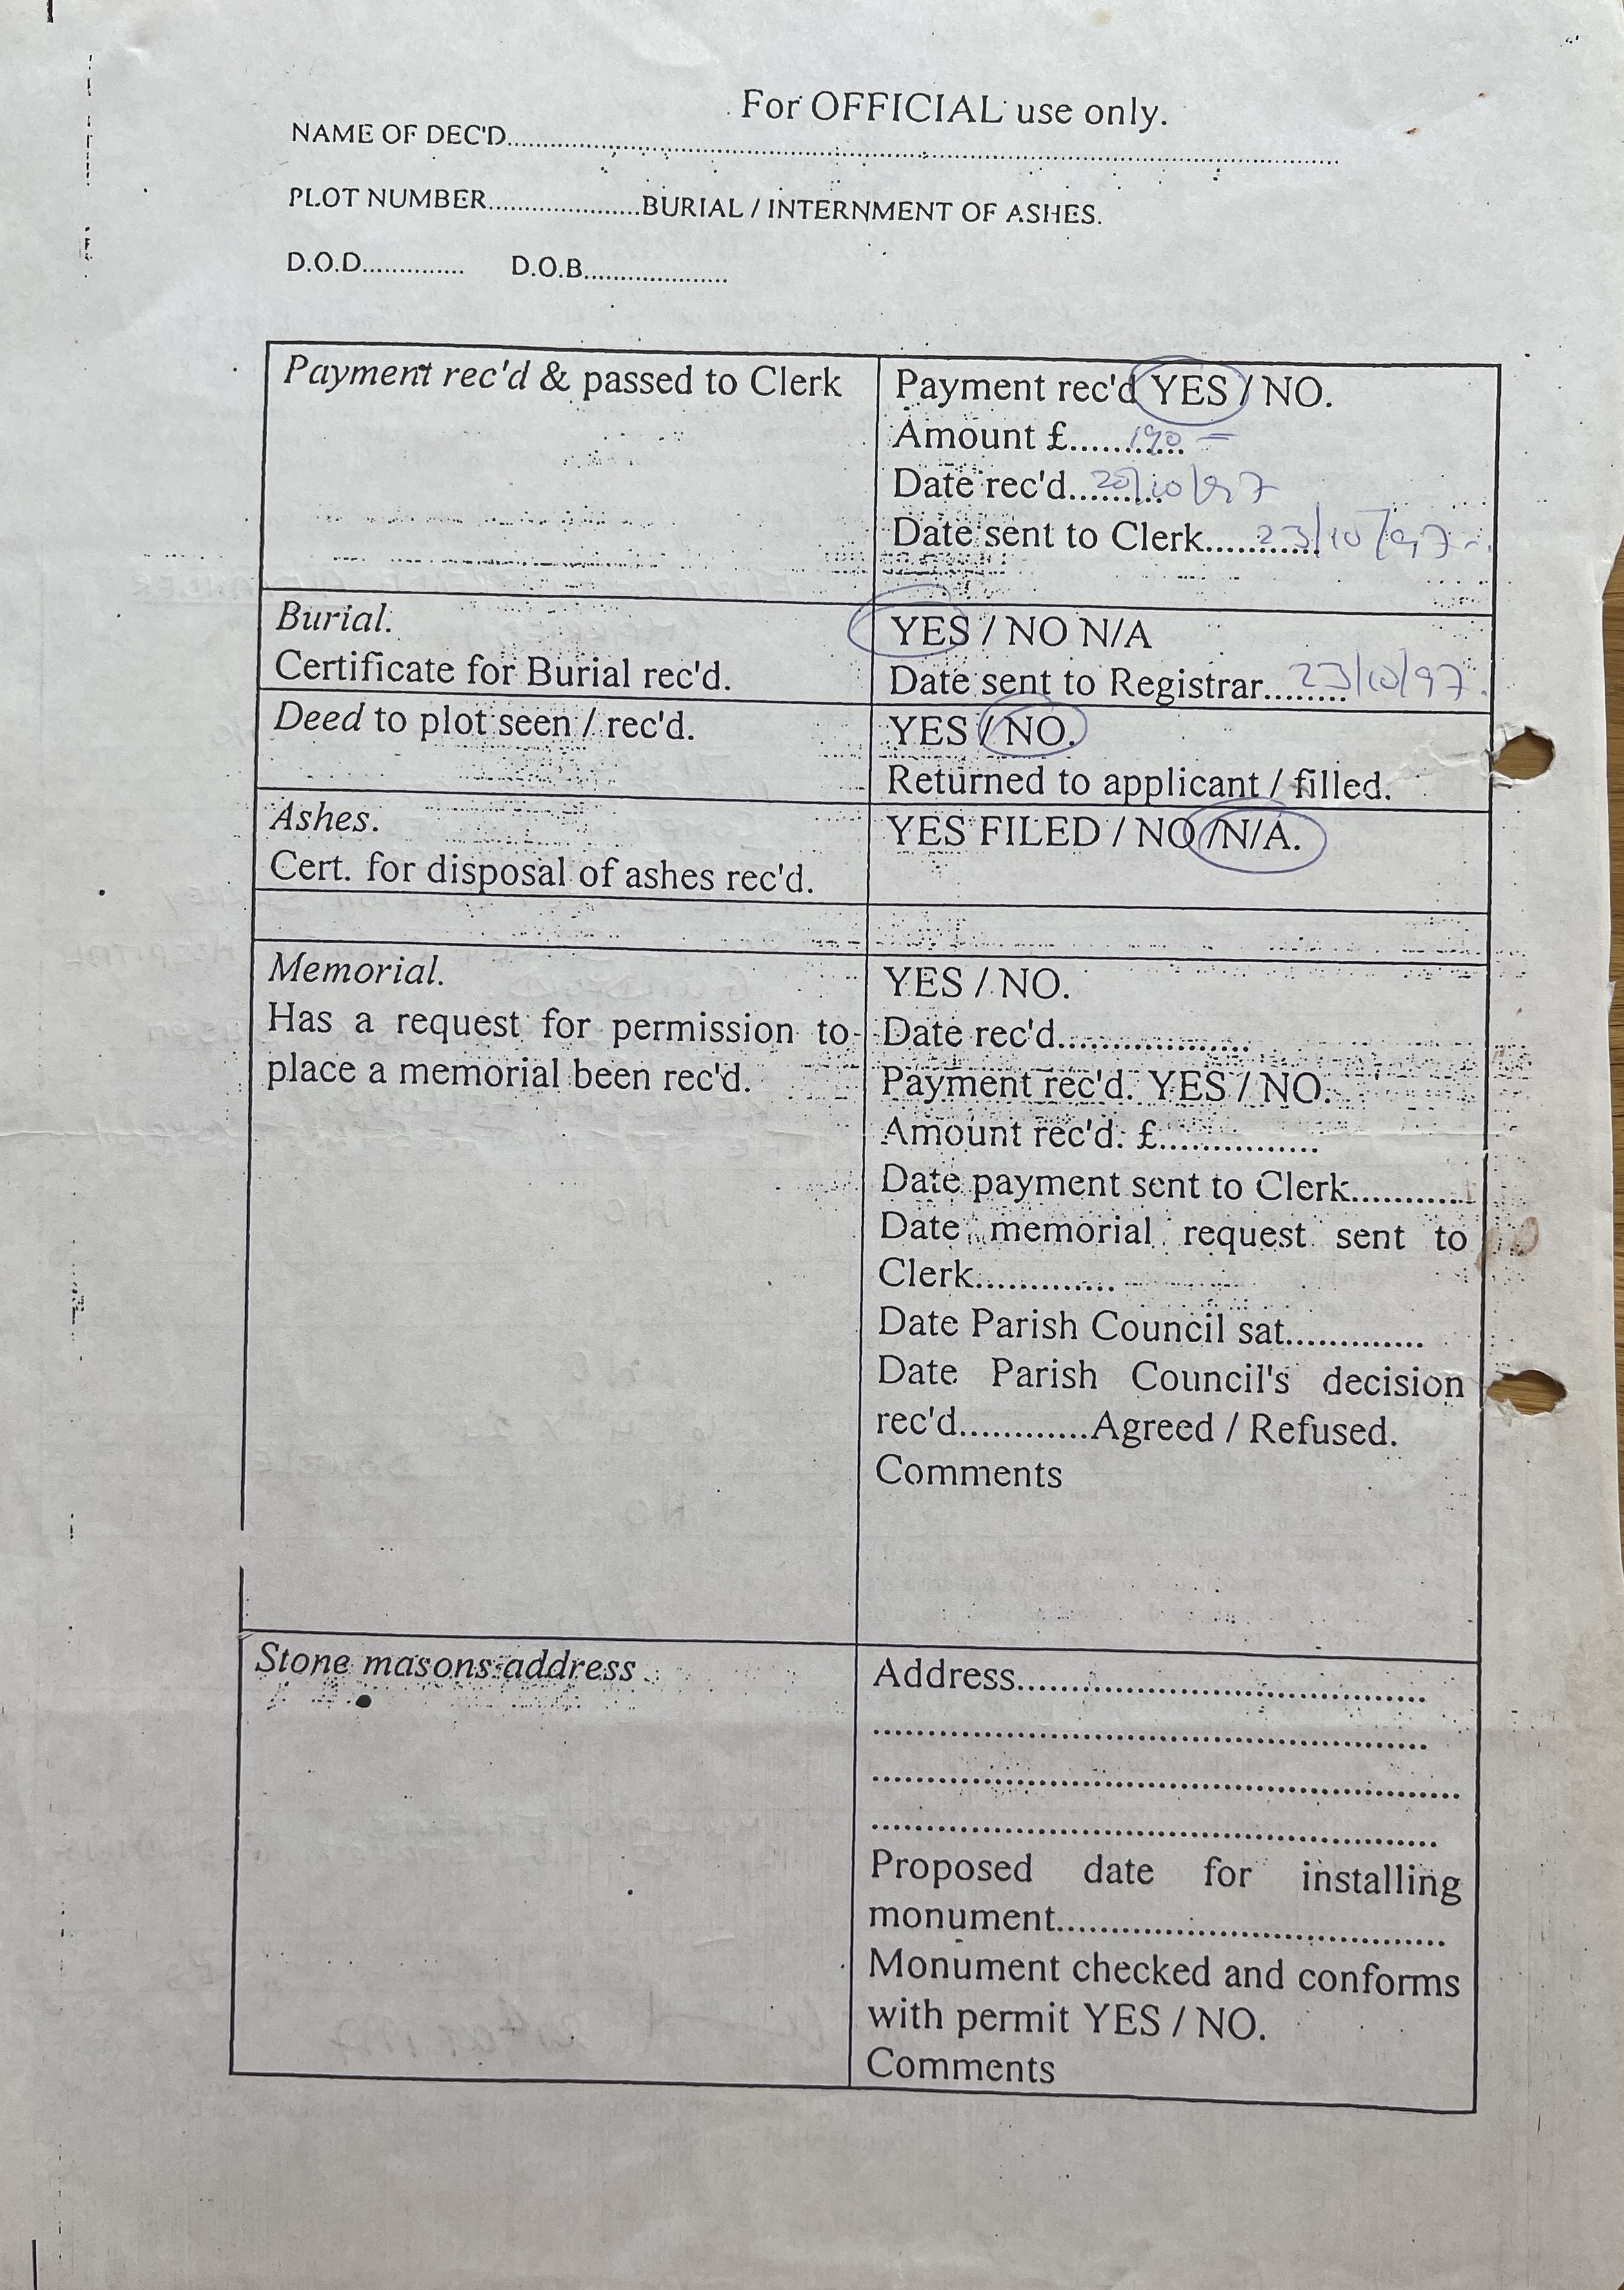 For OFFICIAL use only.
NAME OF DEC'D..........................................................................
PLOT NUMBER......................BURIAL / INTERNMENT OF ASHES.
D.O.D.............. D.O.B....................
Payment rec'd & passed to Clerk
Payment rec'd YES / NO.
Amount £......190 =
Date rec'd...20/10/97
Date sent to Clerk............23/10/97
Burial.
Certificate for Burial rec'd.
YES / NO N/A
Date sent to Registrar........23/10/97.
Deed to plot seen / rec'd.
YES / NO.
Returned to applicant / filled.
Ashes.
Cert. for disposal of ashes rec'd.
YES FILED / NO /N/A.
Memorial.
Has a request for permission to
place a memorial been rec'd.
YES / NO.
Date rec'd...................
Payment rec'd. YES / NO.
Amount rec'd. £................
Date payment sent to Clerk............
Date memorial request sent to
Clerk..............
Date Parish Council sat.............
Date Parish Council's decision
rec'd............Agreed / Refused.
Comments
Stone masons address
Address.............................................
............................................................
................................................................
.............................................................
Proposed date for installing
monument..........................................
Monument checked and conforms
with permit YES / NO.
Comments